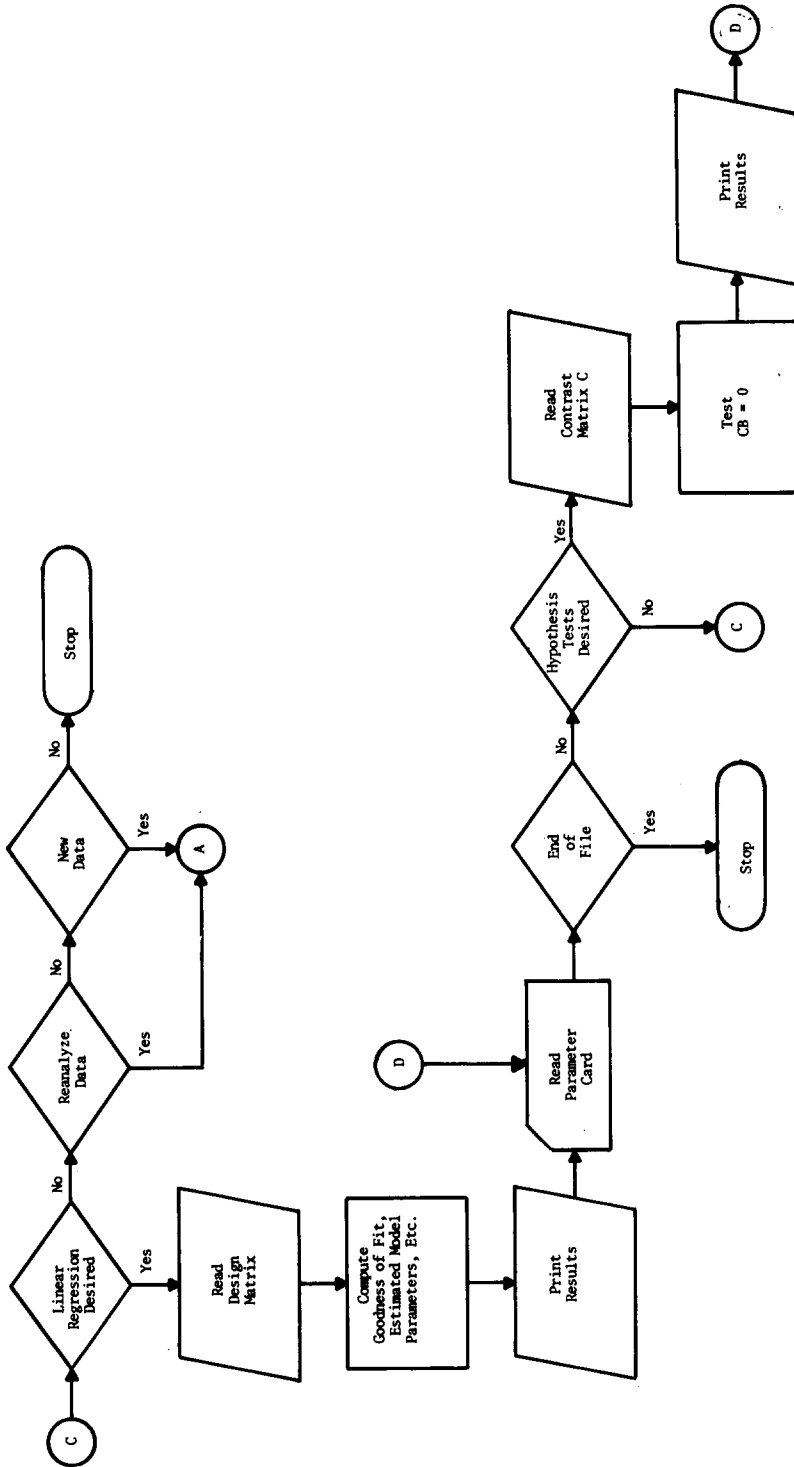 C
Linear
Regression
Desired
No
Reanalyze
Data
No
New
Data
No
Stop
Yes
Yes
Yes
A
Read
Design
Matrix
Compute
Goodness of Fit,
Estimated Model
Parameters, Etc.
Print
Results
D
Read
Parameter
Card
End
of
File
No
Yes
Stop
Hypothesis
Tests
Desired
Yes
No
C
Read
Contrast
Matrix C
Test
CB = 0
Print
Results
D